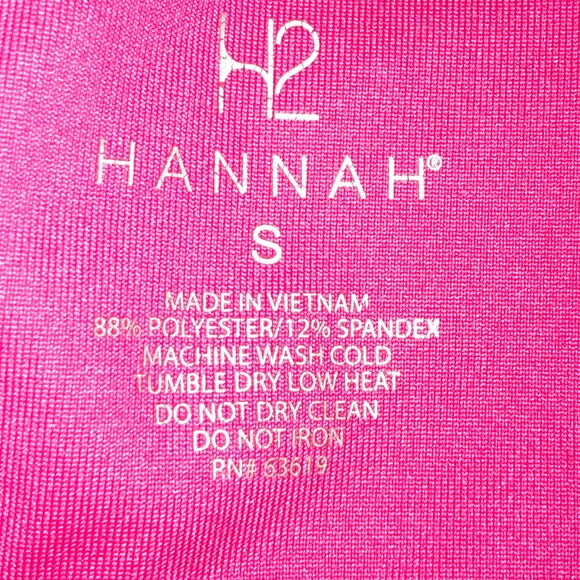 H2
HANNAH®
S
MADE IN VIETNAM
88% POLYESTER/12% SPANDEX
MACHINE WASH COLD
TUMBLE DRY LOW HEAT
DO NOT DRY CLEAN
DO NOT IRON
PN# 63619